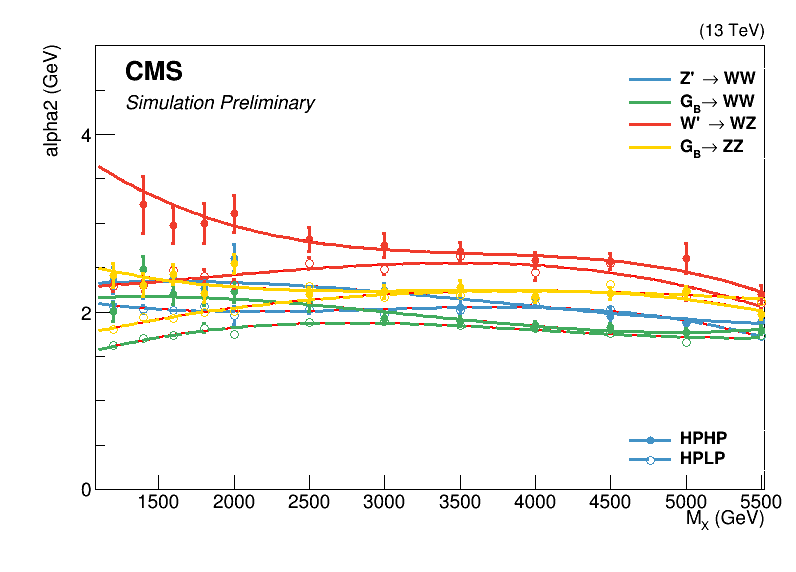 (13 TeV)
alpha2 (GeV)
CMS
Simulation Preliminary
Z' → WW
G_B → WW
W' → WZ
G_B → ZZ
4
2
0
HPHP
HPLP
1500 2000 2500 3000 3500 4000 4500 5000 5500
M_X (GeV)